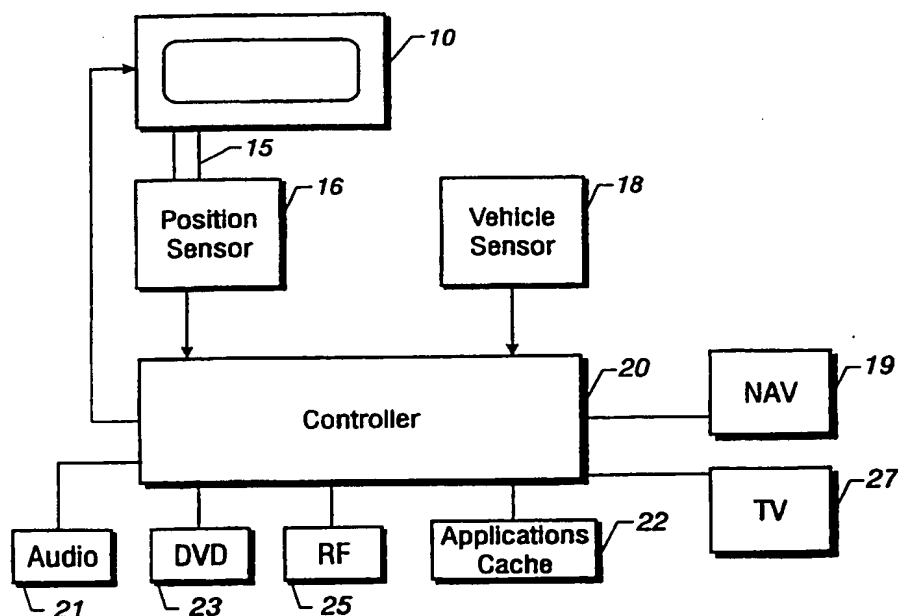 10
15
16
Position
Sensor
18
Vehicle
Sensor
20
Controller
19
NAV
27
TV
Audio
21
DVD
23
RF
25
Applications
Cache
22